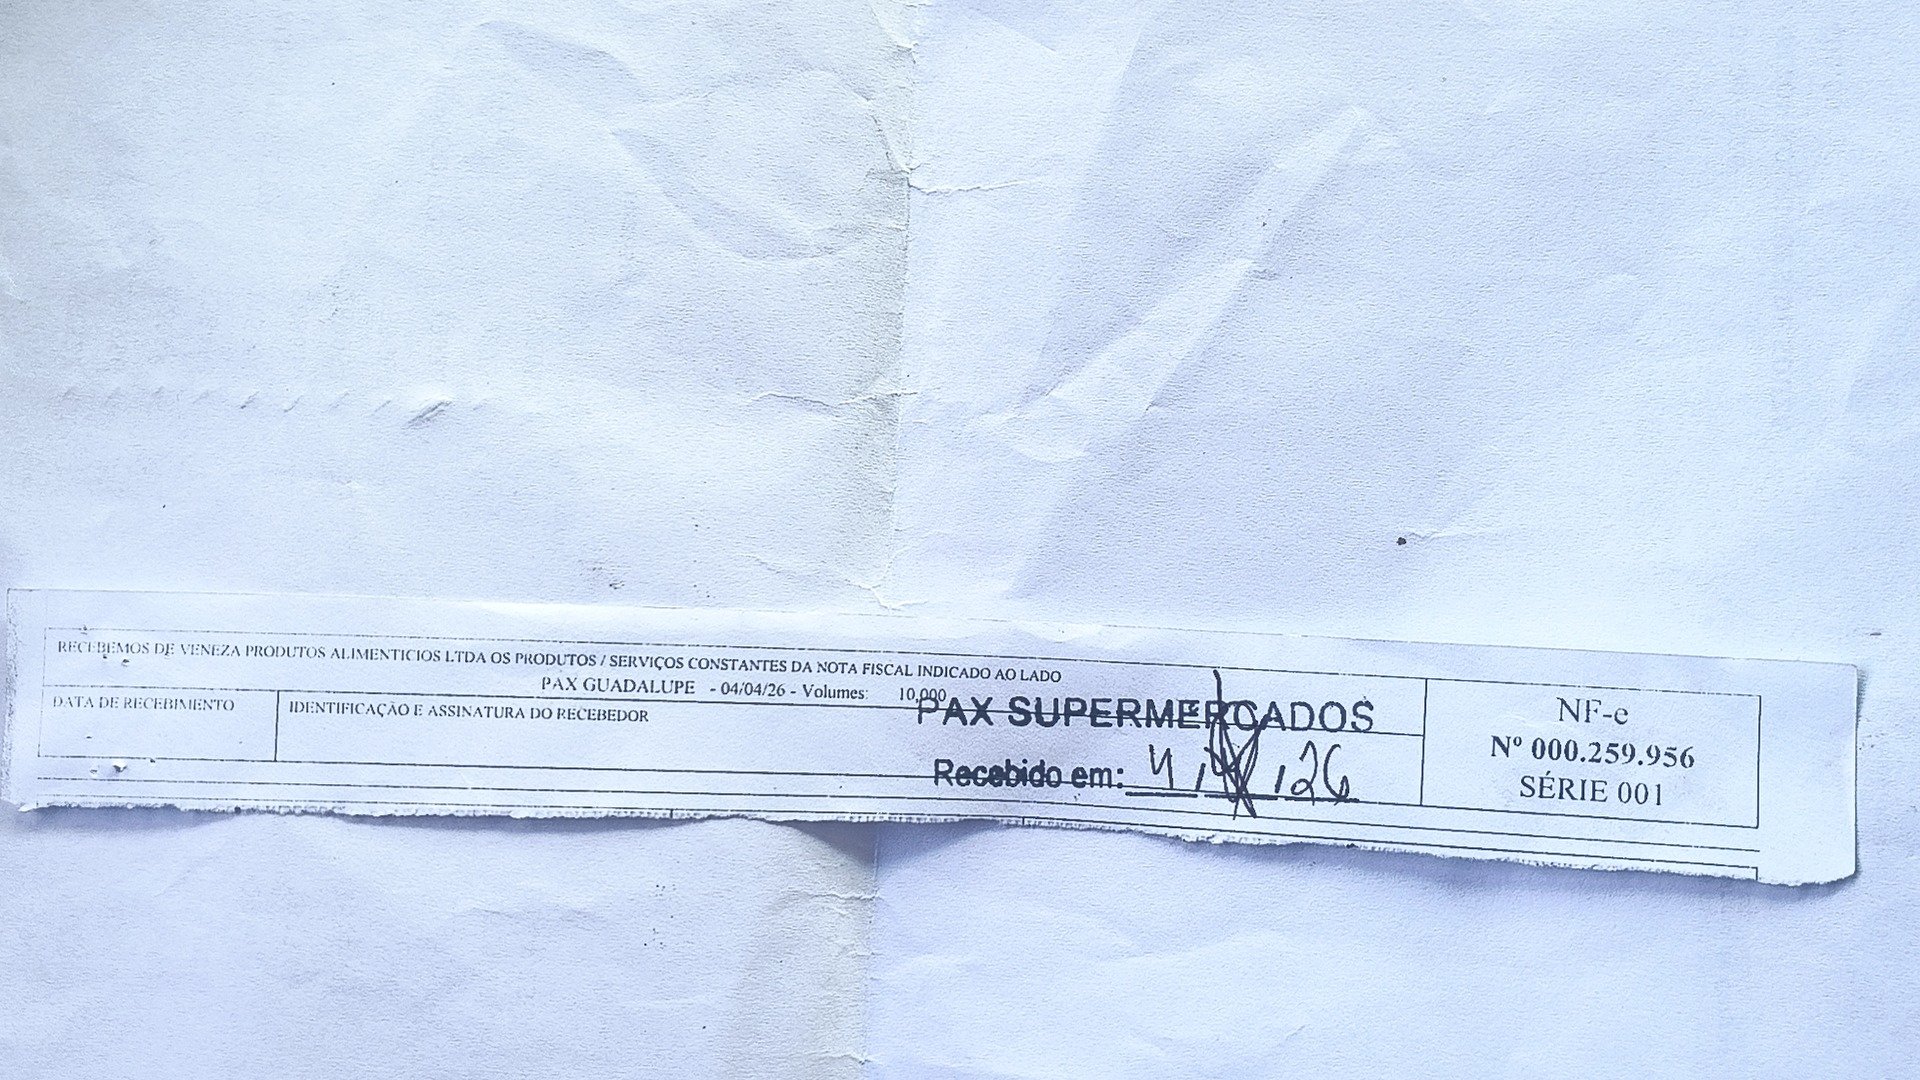 RECEBEMOS DE VENEZA PRODUTOS ALIMENTICIOS LTDA OS PRODUTOS / SERVIÇOS CONSTANTES DA NOTA FISCAL INDICADO AO LADO
PAX GUADALUPE - 04/04/26 - Volumes: 10,000
DATA DE RECEBIMENTO
IDENTIFICAÇÃO E ASSINATURA DO RECEBEDOR
PAX SUPERMERCADOS
Recebido em: 4 / / 26
NF-e
Nº 000.259.956
SÉRIE 001